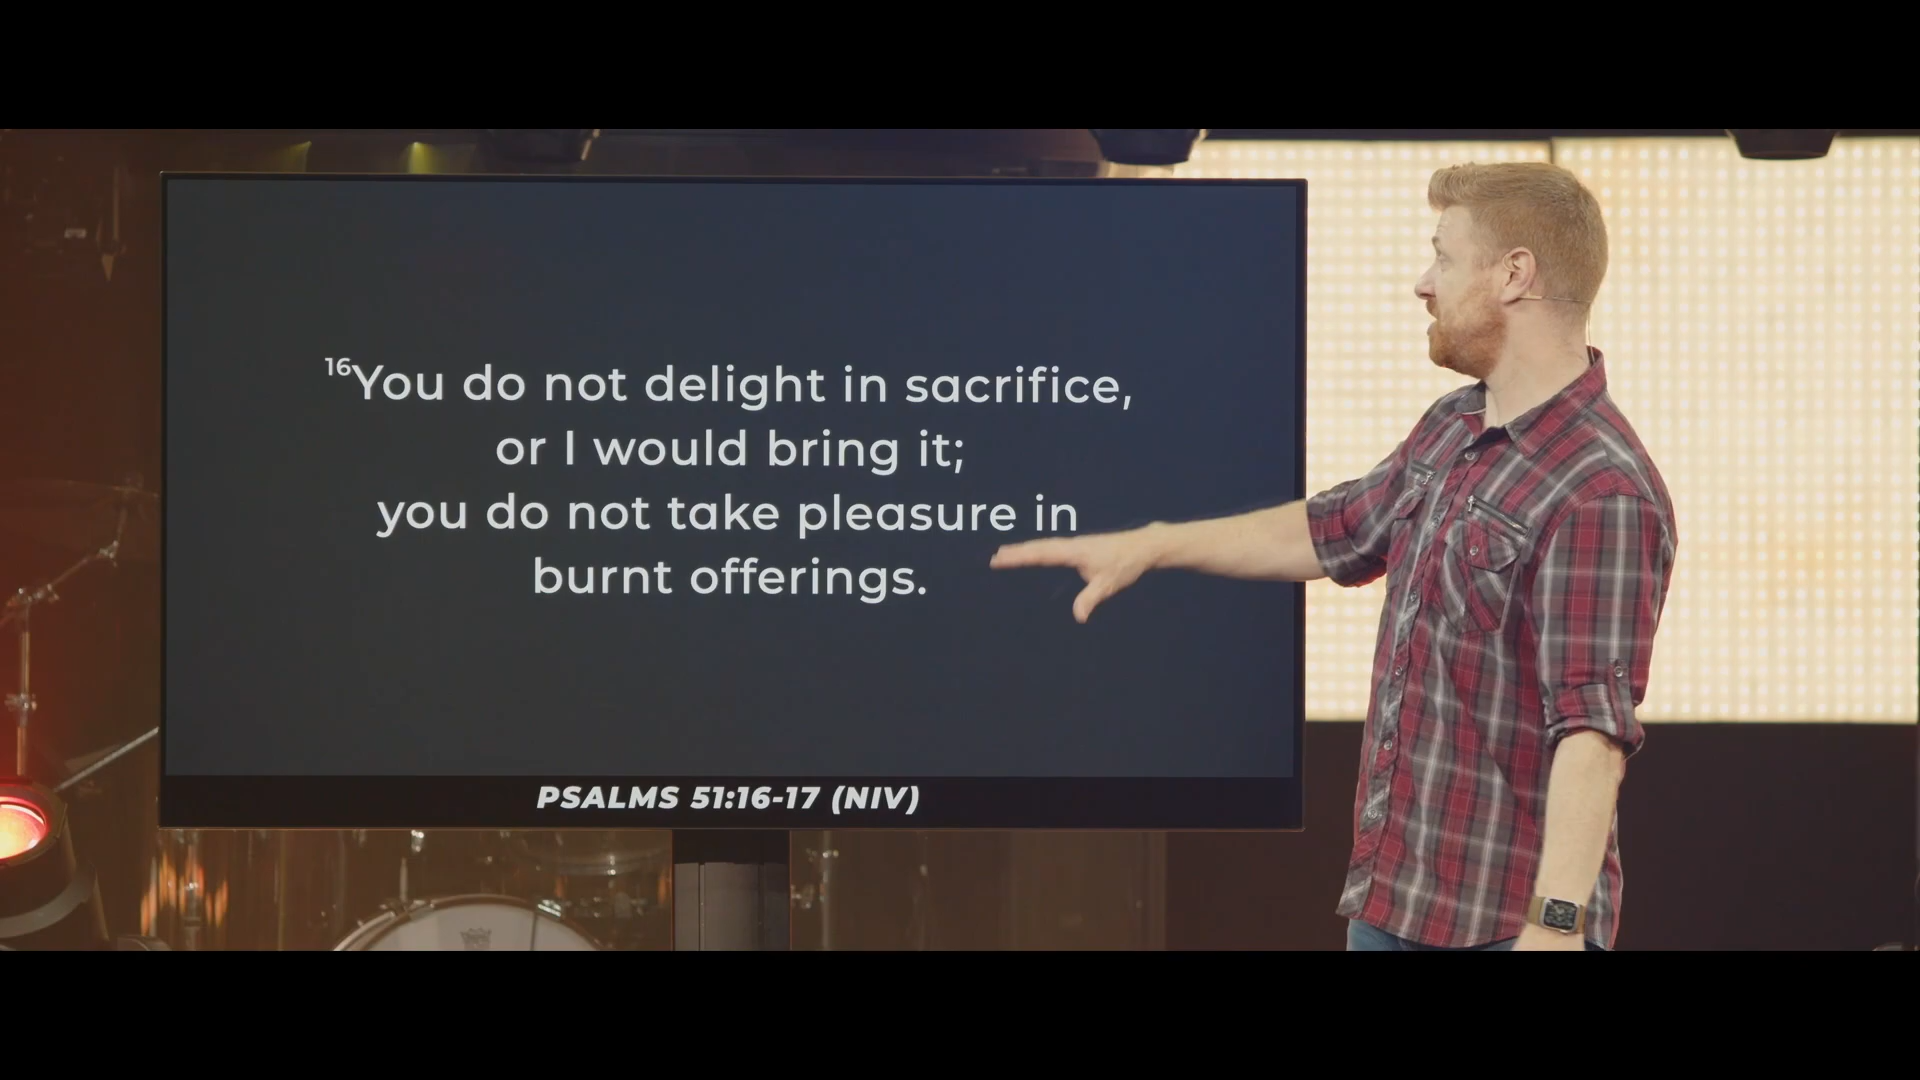 16You do not delight in sacrifice,
or I would bring it;
you do not take pleasure in
burnt offerings.
PSALMS 51:16-17 (NIV)